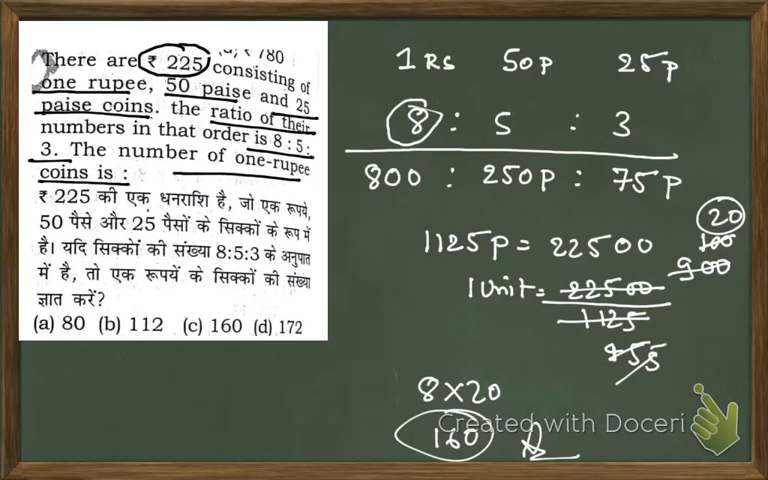 (d) ₹ 780
There are ₹ 225 consisting of
one rupee, 50 paise and 25
paise coins. the ratio of their
numbers in that order is 8 : 5 :
3. The number of one-rupee
coins is :
₹ 225 की एक धनराशि है, जो एक रूपये,
50 पैसे और 25 पैसों के सिक्कों के रूप में
है। यदि सिक्कों की संख्या 8:5:3 के अनुपात
में है, तो एक रूपयें के सिक्कों की संख्या
ज्ञात करें?
(a) 80 (b) 112 (c) 160 (d) 172
1 RS 50p 25p
8 : 5 : 3
800 : 250p : 75p
1125p = 22500
20
100
900
1 Unit = 22500
1125
8 × 20
160
Created with Doceri